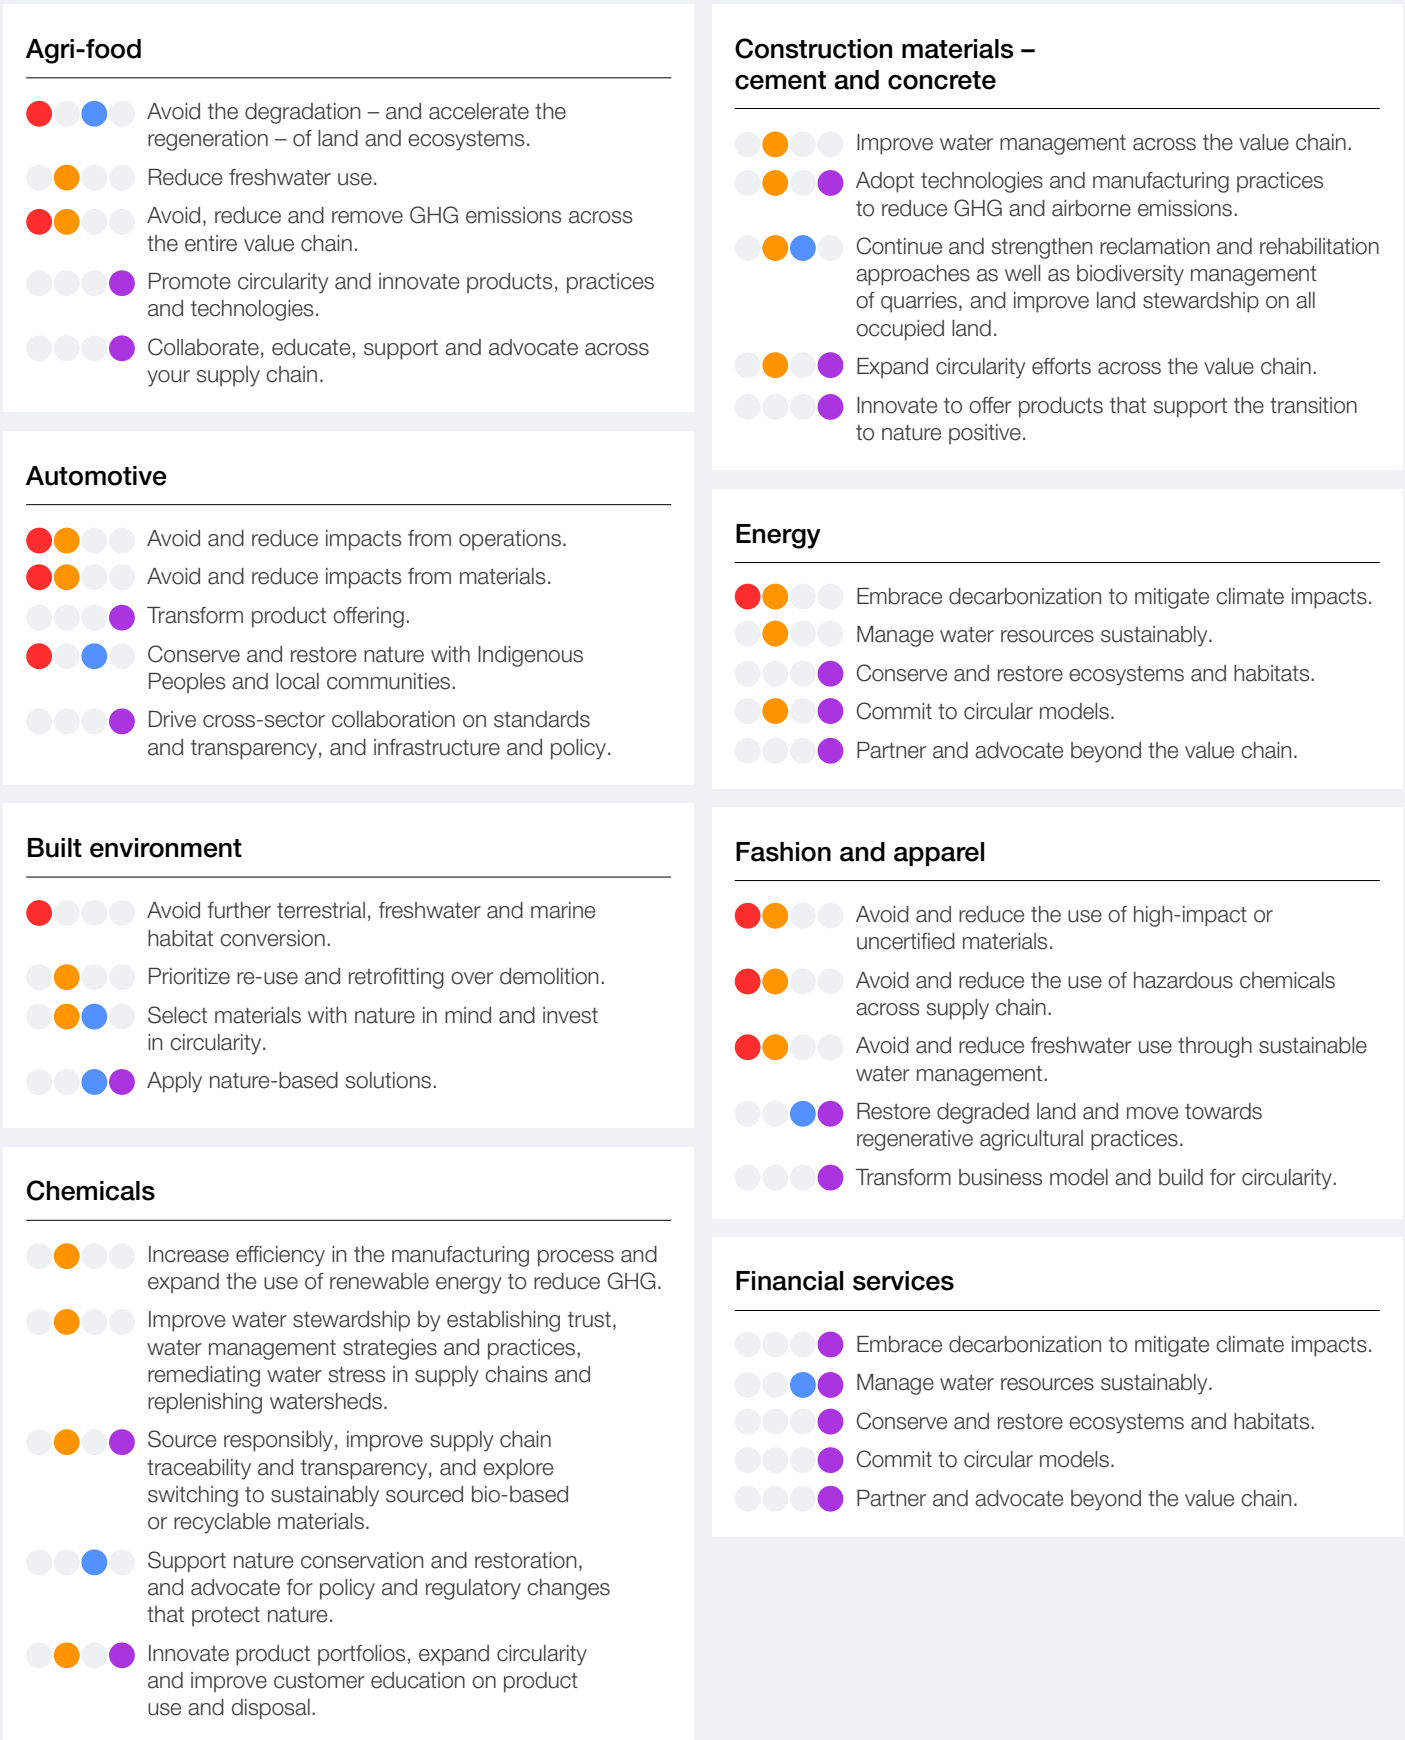 Agri-food
Avoid the degradation – and accelerate the
regeneration – of land and ecosystems.
Reduce freshwater use.
Avoid, reduce and remove GHG emissions across
the entire value chain.
Promote circularity and innovate products, practices
and technologies.
Collaborate, educate, support and advocate across
your supply chain.
Automotive
Avoid and reduce impacts from operations.
Avoid and reduce impacts from materials.
Transform product offering.
Conserve and restore nature with Indigenous
Peoples and local communities.
Drive cross-sector collaboration on standards
and transparency, and infrastructure and policy.
Built environment
Avoid further terrestrial, freshwater and marine
habitat conversion.
Prioritize re-use and retrofitting over demolition.
Select materials with nature in mind and invest
in circularity.
Apply nature-based solutions.
Chemicals
Increase efficiency in the manufacturing process and
expand the use of renewable energy to reduce GHG.
Improve water stewardship by establishing trust,
water management strategies and practices,
remediating water stress in supply chains and
replenishing watersheds.
Source responsibly, improve supply chain
traceability and transparency, and explore
switching to sustainably sourced bio-based
or recyclable materials.
Support nature conservation and restoration,
and advocate for policy and regulatory changes
that protect nature.
Innovate product portfolios, expand circularity
and improve customer education on product
use and disposal.
Construction materials –
cement and concrete
Improve water management across the value chain.
Adopt technologies and manufacturing practices
to reduce GHG and airborne emissions.
Continue and strengthen reclamation and rehabilitation
approaches as well as biodiversity management
of quarries, and improve land stewardship on all
occupied land.
Expand circularity efforts across the value chain.
Innovate to offer products that support the transition
to nature positive.
Energy
Embrace decarbonization to mitigate climate impacts.
Manage water resources sustainably.
Conserve and restore ecosystems and habitats.
Commit to circular models.
Partner and advocate beyond the value chain.
Fashion and apparel
Avoid and reduce the use of high-impact or
uncertified materials.
Avoid and reduce the use of hazardous chemicals
across supply chain.
Avoid and reduce freshwater use through sustainable
water management.
Restore degraded land and move towards
regenerative agricultural practices.
Transform business model and build for circularity.
Financial services
Embrace decarbonization to mitigate climate impacts.
Manage water resources sustainably.
Conserve and restore ecosystems and habitats.
Commit to circular models.
Partner and advocate beyond the value chain.